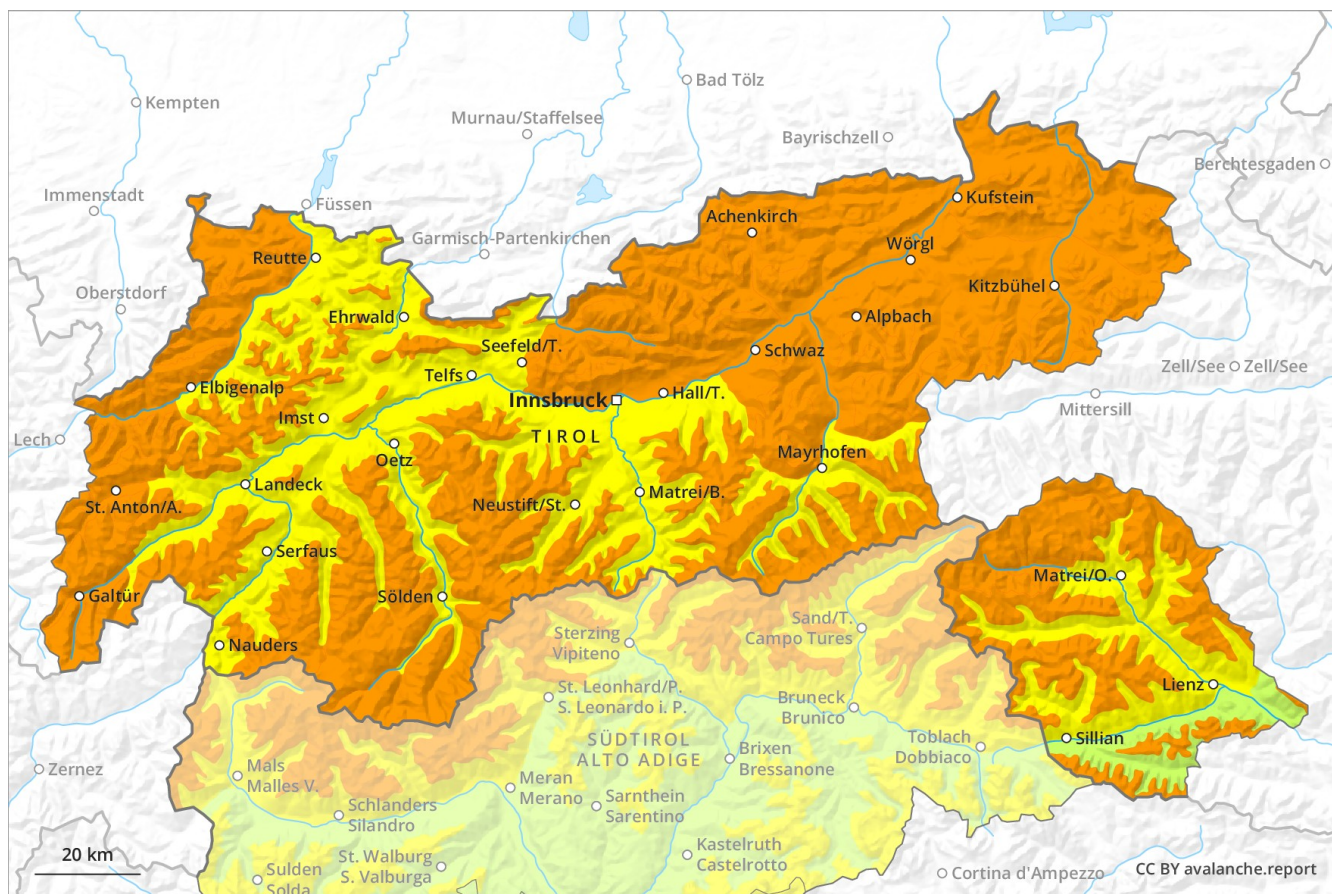 Kempten
Bad Tölz
Murnau/Staffelsee
Bayrischzell
Berchtesgaden
Immenstadt
Füssen
Kufstein
Achenkirch
Garmisch-Partenkirchen
Wörgl
Reutte
Kitzbühel
Oberstdorf
Ehrwald
Alpbach
Seefeld/T.
Schwaz
Zell/See
Zell/See
Telfs
Elbigenalp
Hall/T.
Innsbruck
Mittersill
Imst
TIROL
Lech
Oetz
Mayrhofen
Landeck
St. Anton/A.
Neustift/St.
Matrei/B.
Serfaus
Matrei/O.
Galtür
Sölden
Sand/T.
Campo Tures
Sterzing
Vipiteno
Nauders
Lienz
St. Leonhard/P.
S. Leonardo i. P.
Bruneck
Brunico
SÜDTIROL
ALTO ADIGE
Toblach
Dobbiaco
Sillian
Brixen
Bressanone
Zernez
Mals
Malles V.
Meran
Merano
Sarnthein
Sarentino
Schlanders
Silandro
Kastelruth
Castelrotto
20 km
St. Walburg
S. Valburga
Sulden
Solda
Cortina d'Ampezzo
CC BY avalanche.report